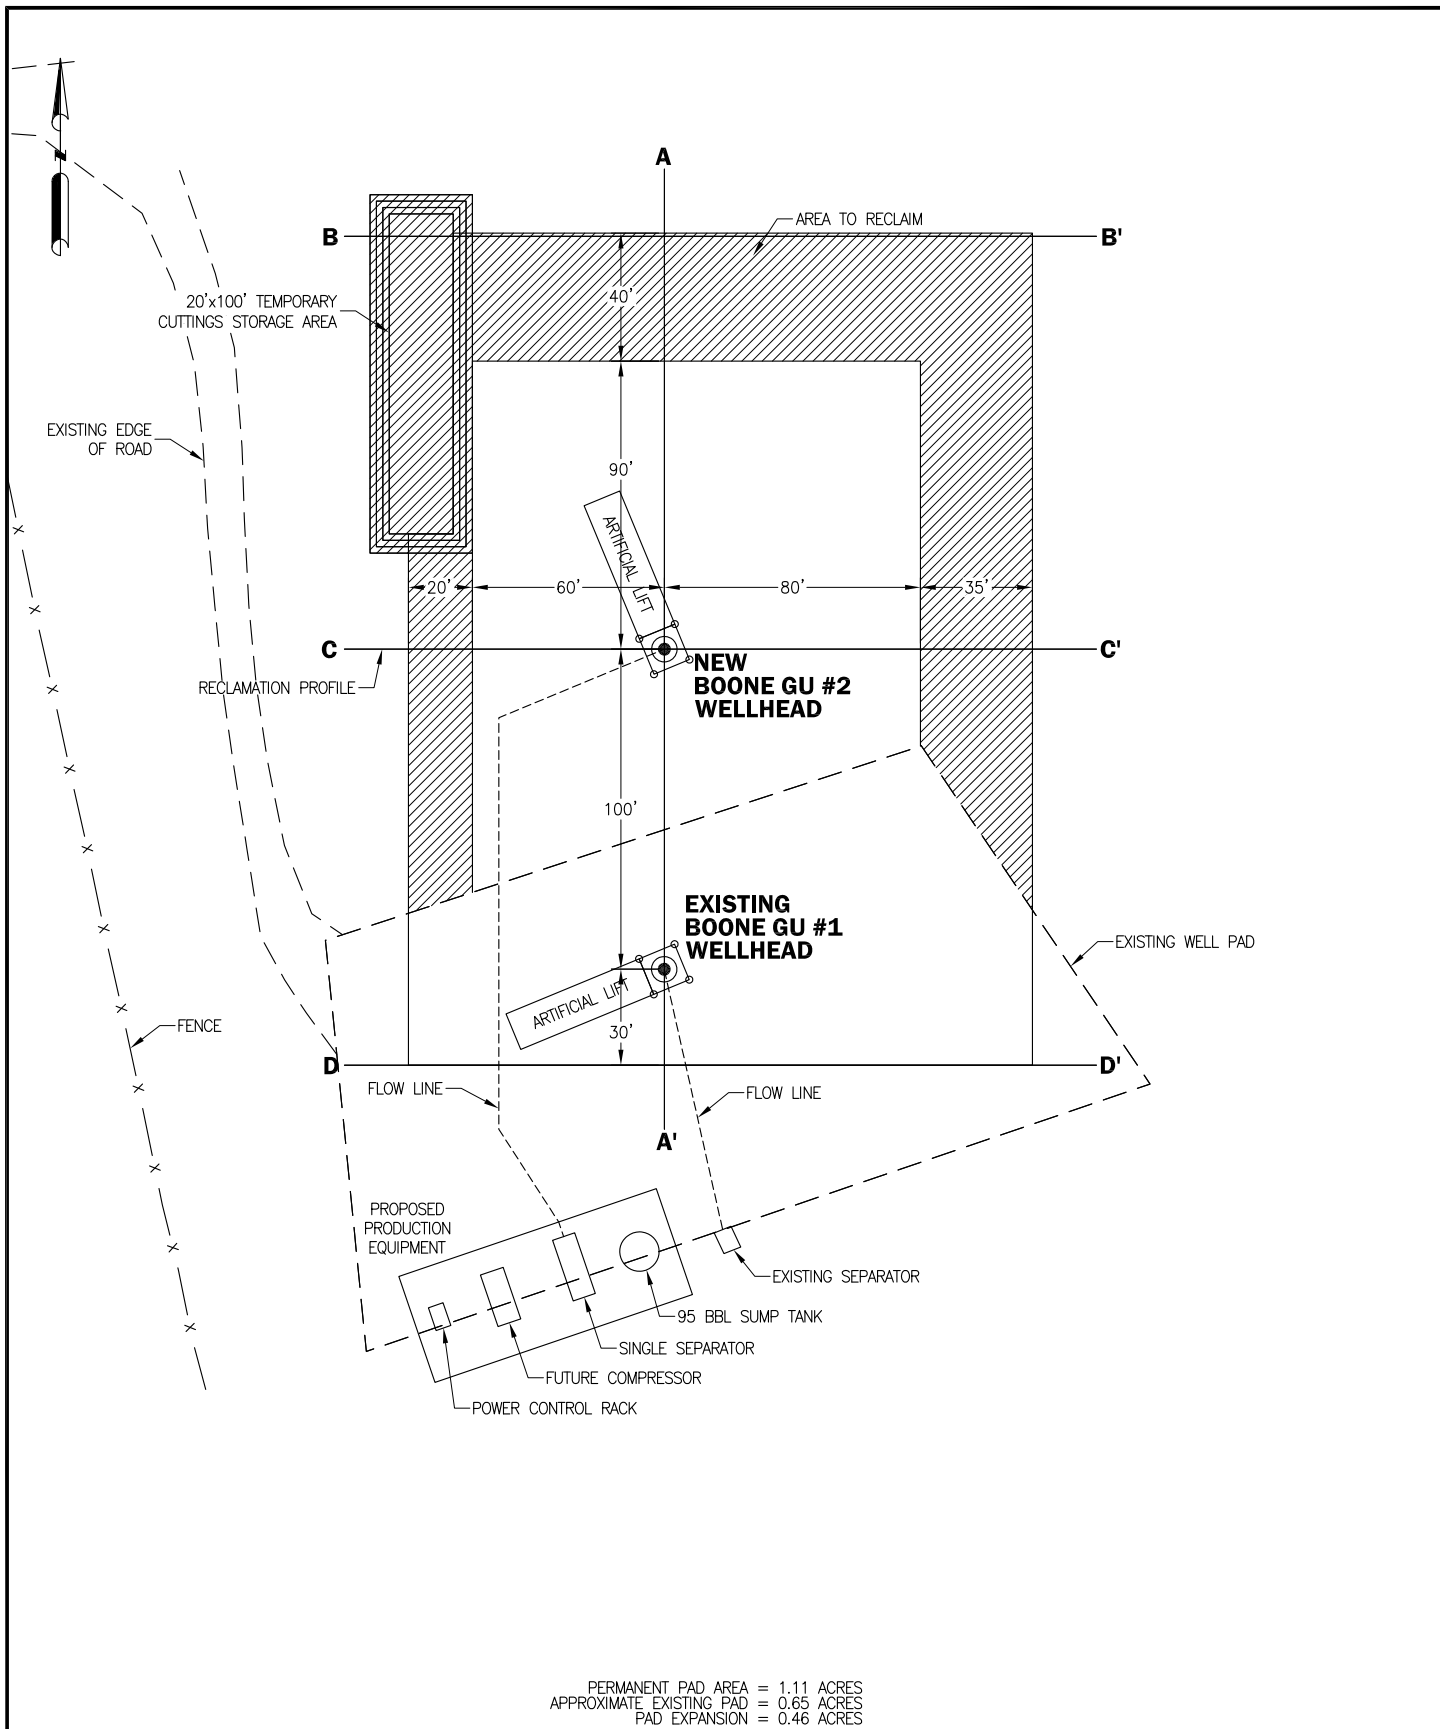 N
A
AREA TO RECLAIM
B
B'
40'
20'x100' TEMPORARY
CUTTINGS STORAGE AREA
EXISTING EDGE
OF ROAD
90'
ARTIFICIAL LIFT
20'
60'
80'
35'
C
C'
NEW
BOONE GU #2
WELLHEAD
RECLAMATION PROFILE
100'
EXISTING
BOONE GU #1
WELLHEAD
EXISTING WELL PAD
ARTIFICIAL LIFT
FENCE
30'
D
D'
FLOW LINE
FLOW LINE
A'
PROPOSED
PRODUCTION
EQUIPMENT
EXISTING SEPARATOR
95 BBL SUMP TANK
SINGLE SEPARATOR
FUTURE COMPRESSOR
POWER CONTROL RACK
PERMANENT PAD AREA = 1.11 ACRES
APPROXIMATE EXISTING PAD = 0.65 ACRES
PAD EXPANSION = 0.46 ACRES